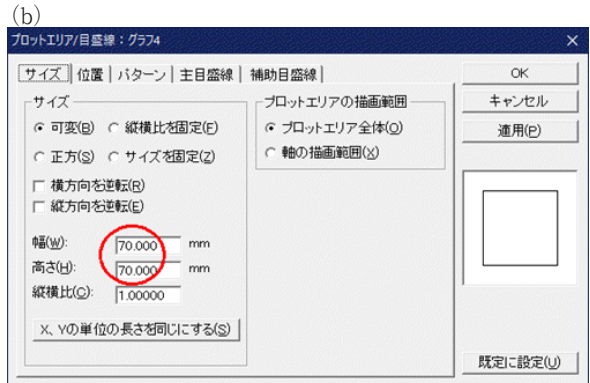 (b)
プロットエリア/目盛線：グラフ4
サイズ 位置 パターン 主目盛線 補助目盛線
OK
キャンセル
適用(P)
サイズ
可変(B) 縦横比を固定(F)
正方(S) サイズを固定(Z)
横方向を逆転(R)
縦方向を逆転(E)
幅(W): 70.000 mm
高さ(H): 70.000 mm
縦横比(C): 1.00000
X、Yの単位の長さを同じにする(S)
プロットエリアの描画範囲
プロットエリア全体(O)
軸の描画範囲(X)
既定に設定(U)